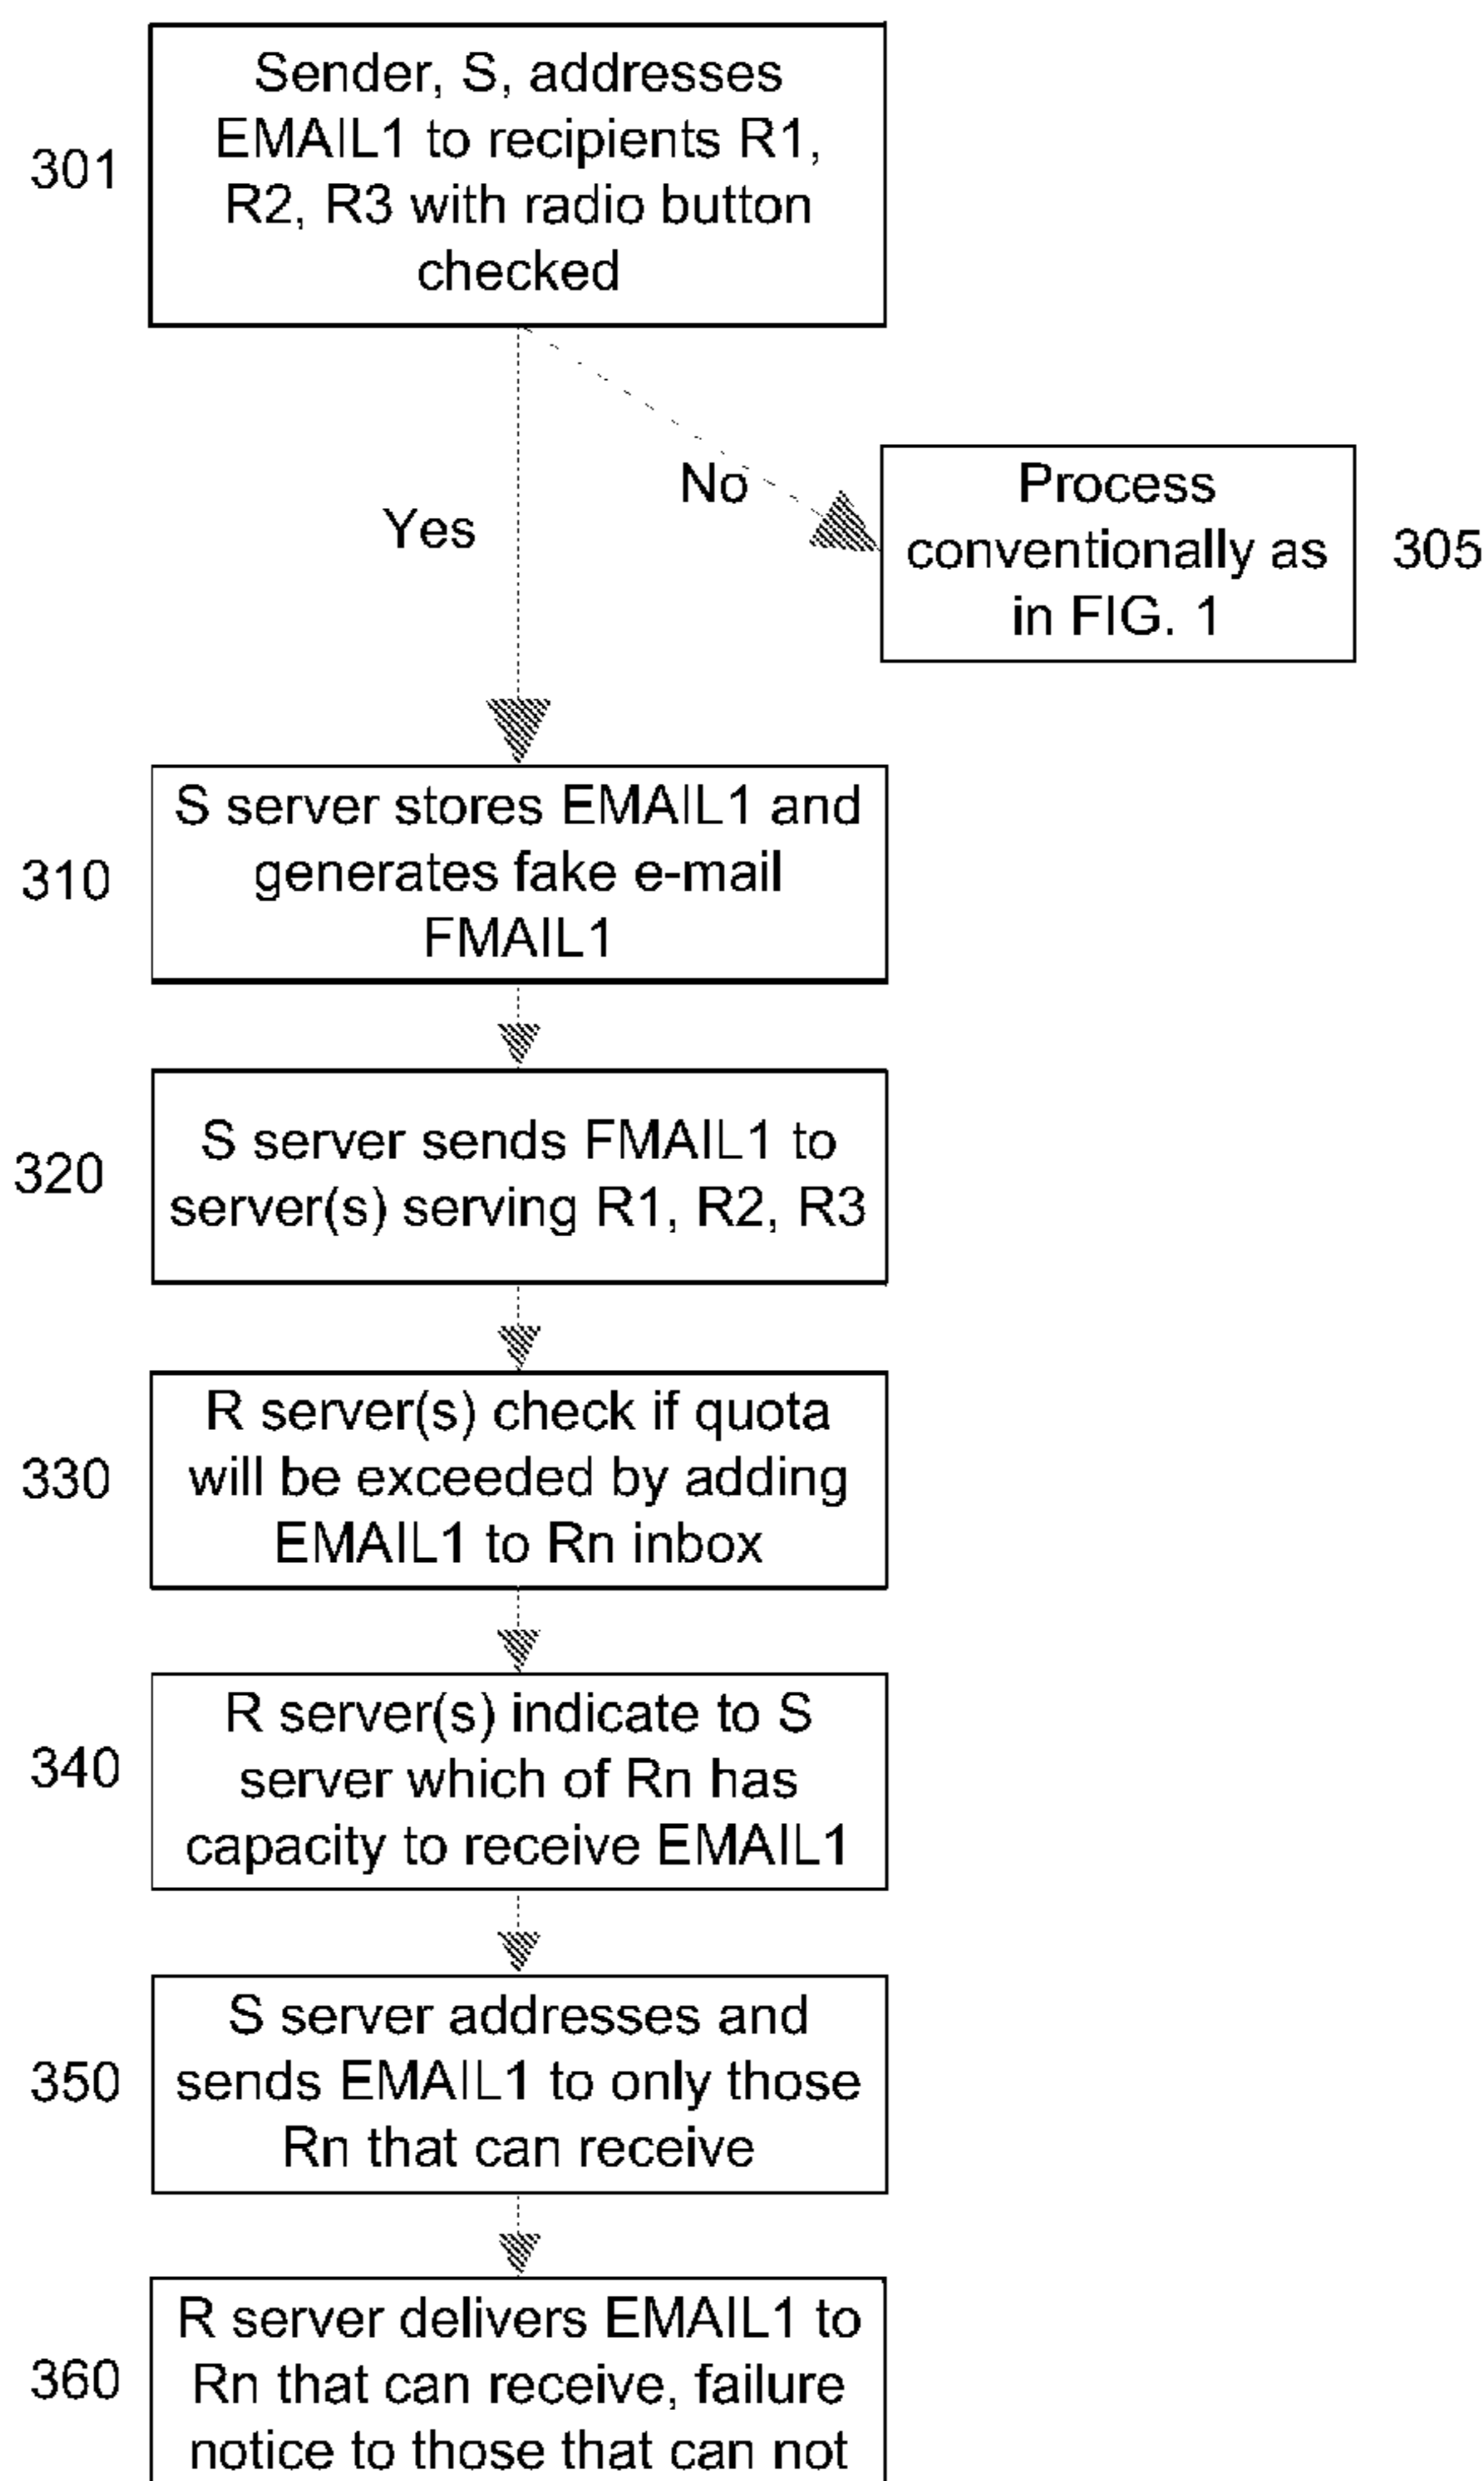 301
Sender, S, addresses
EMAIL1 to recipients R1,
R2, R3 with radio button
checked
Yes
No
Process
conventionally as
in FIG. 1
305
310
S server stores EMAIL1 and
generates fake e-mail
FMAIL1
320
S server sends FMAIL1 to
server(s) serving R1, R2, R3
330
R server(s) check if quota
will be exceeded by adding
EMAIL1 to Rn inbox
340
R server(s) indicate to S
server which of Rn has
capacity to receive EMAIL1
350
S server addresses and
sends EMAIL1 to only those
Rn that can receive
360
R server delivers EMAIL1 to
Rn that can receive, failure
notice to those that can not